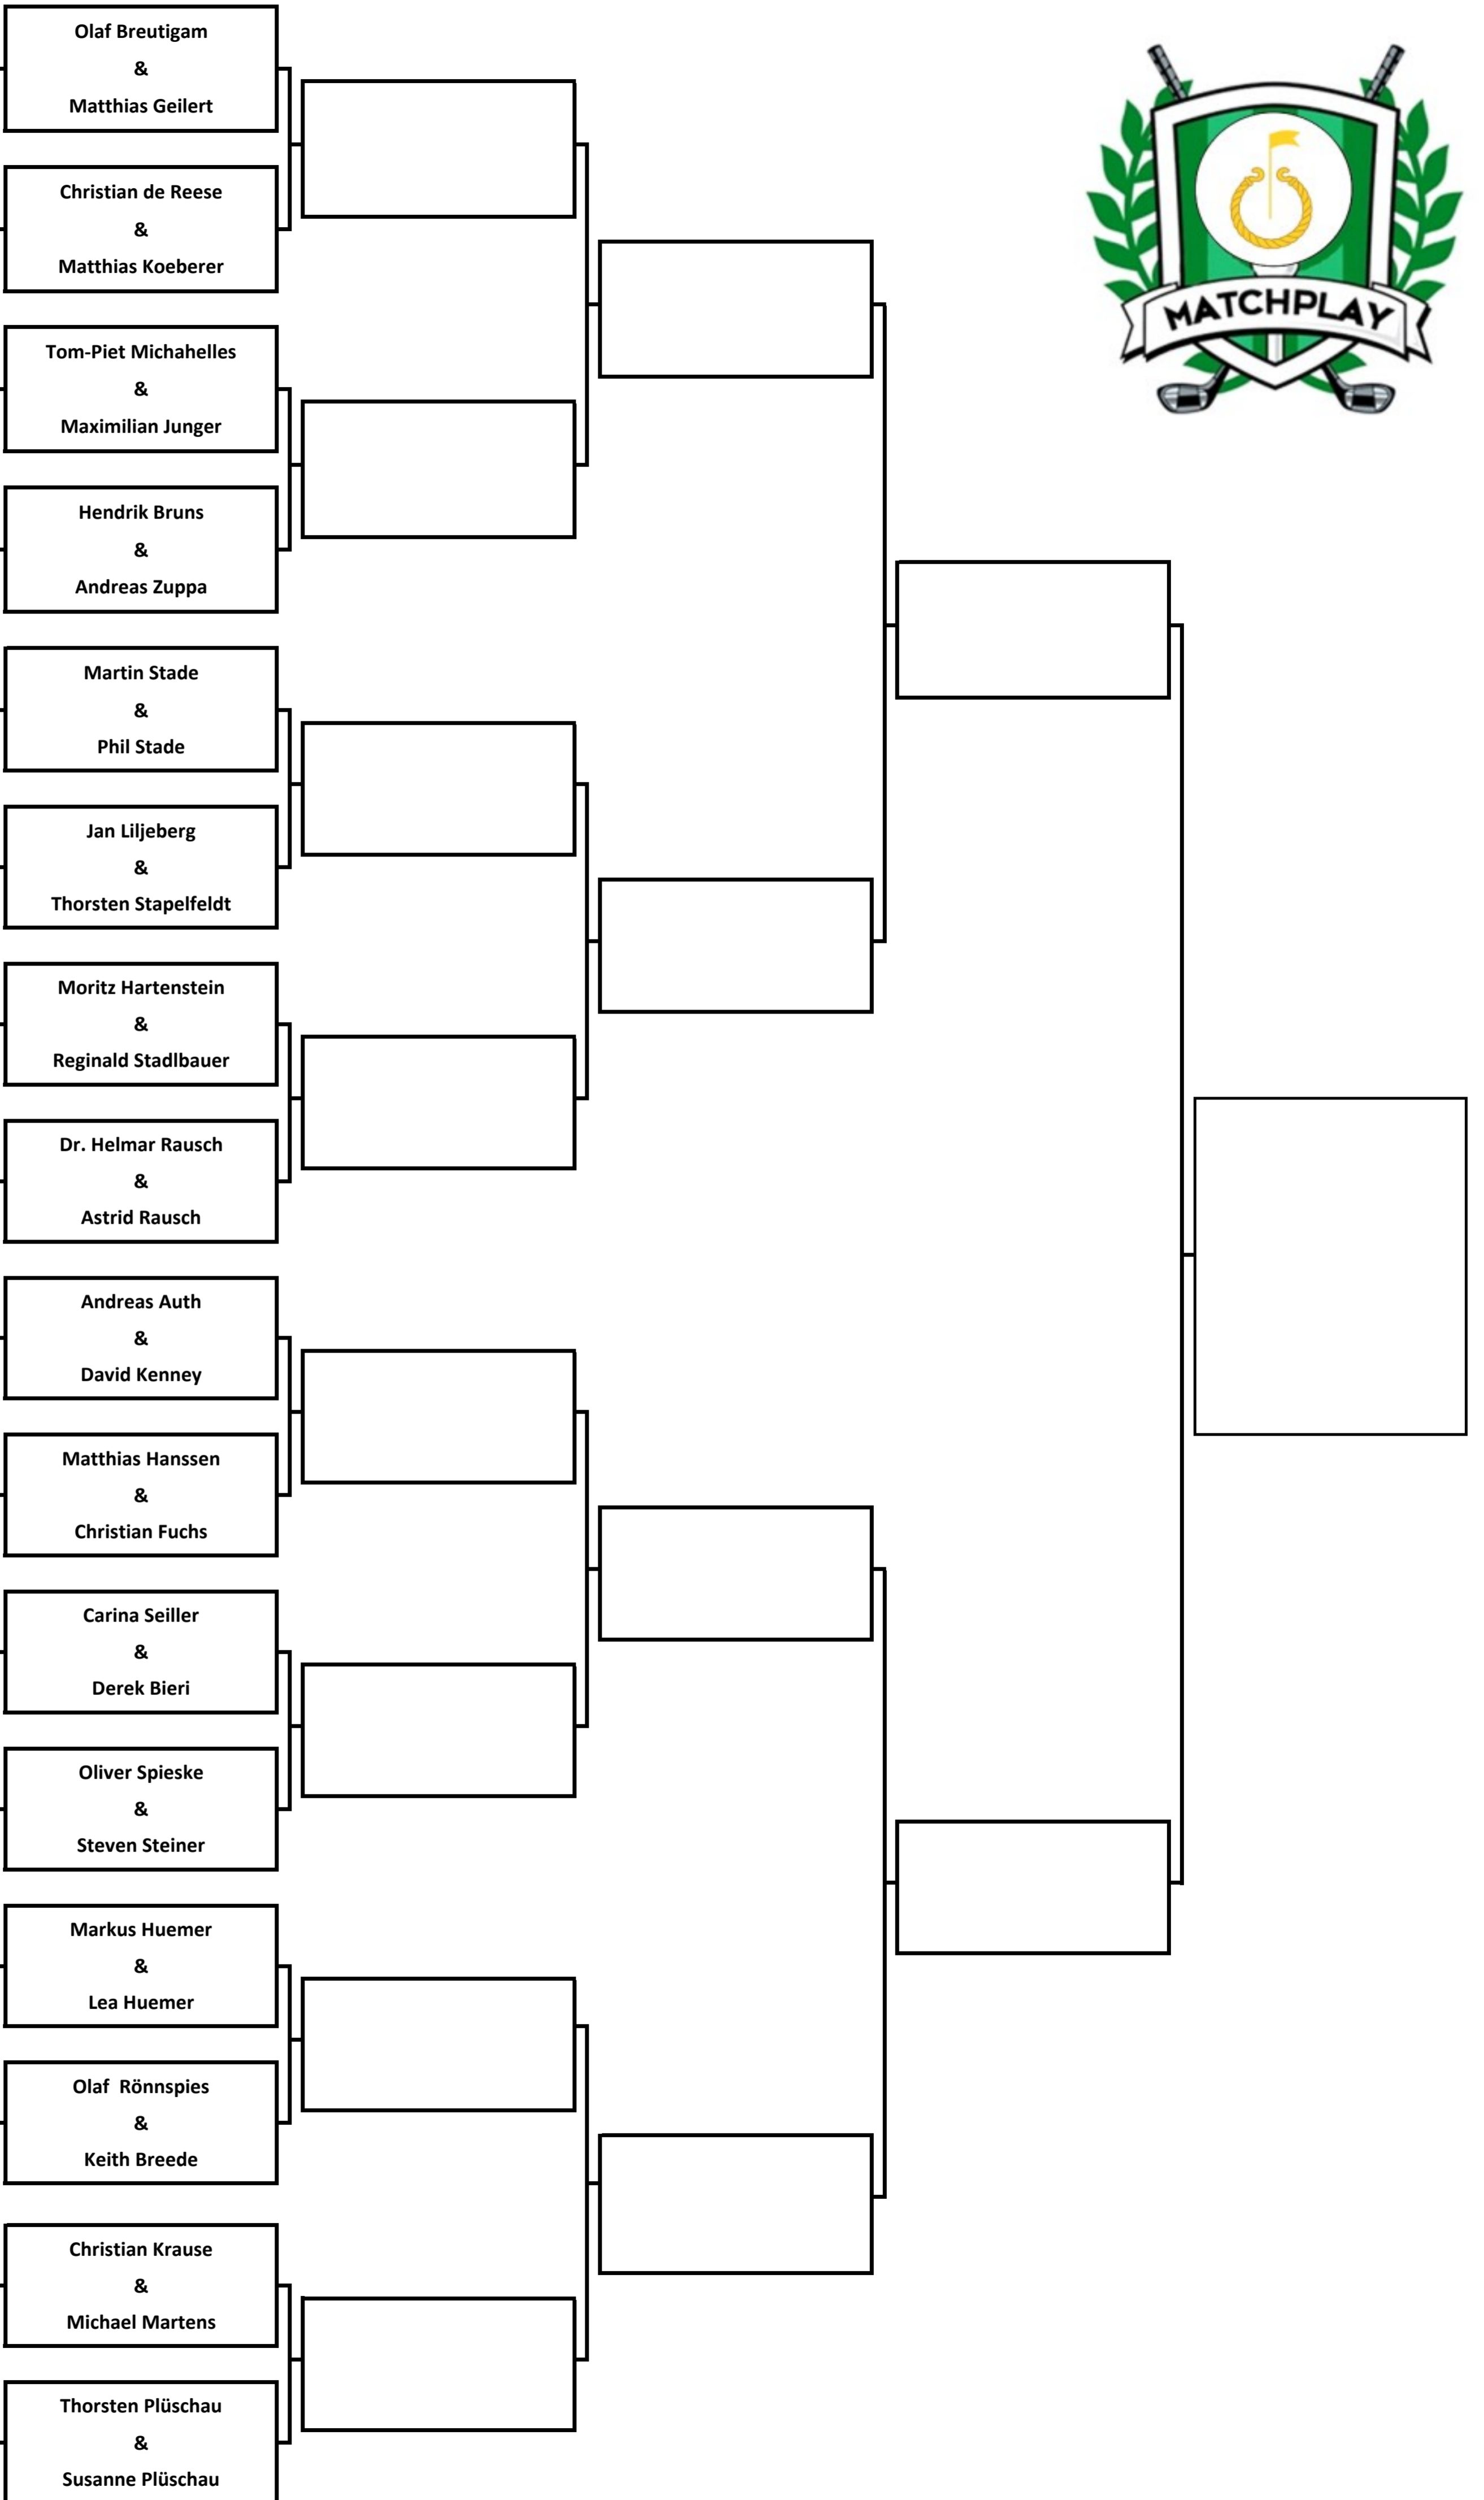 Olaf Breutigam
&
Matthias Geilert
Christian de Reese
&
Matthias Koeberer
Tom-Piet Michahelles
&
Maximilian Junger
Hendrik Bruns
&
Andreas Zuppa
Martin Stade
&
Phil Stade
Jan Liljeberg
&
Thorsten Stapelfeldt
Moritz Hartenstein
&
Reginald Stadlbauer
Dr. Helmar Rausch
&
Astrid Rausch
Andreas Auth
&
David Kenney
Matthias Hanssen
&
Christian Fuchs
Carina Seiller
&
Derek Bieri
Oliver Spieske
&
Steven Steiner
Markus Huemer
&
Lea Huemer
Olaf  Rönnspies
&
Keith Breede
Christian Krause
&
Michael Martens
Thorsten Plüschau
&
Susanne Plüschau
MATCHPLAY